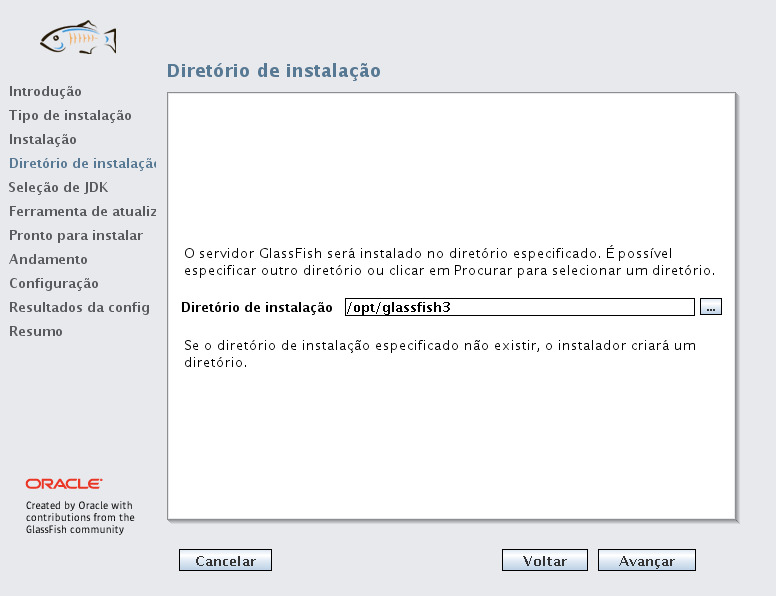 Diretório de instalação
Introdução
Tipo de instalação
Instalação
Diretório de instalaçã
Seleção de JDK
Ferramenta de atualiz
Pronto para instalar
Andamento
Configuração
Resultados da config
Resumo
O servidor GlassFish será instalado no diretório especificado. É possível
especificar outro diretório ou clicar em Procurar para selecionar um diretório.
Diretório de instalação /opt/glassfish3 ...
Se o diretório de instalação especificado não existir, o instalador criará um
diretório.
ORACLE
Created by Oracle with
contributions from the
GlassFish community
Cancelar Voltar Avançar